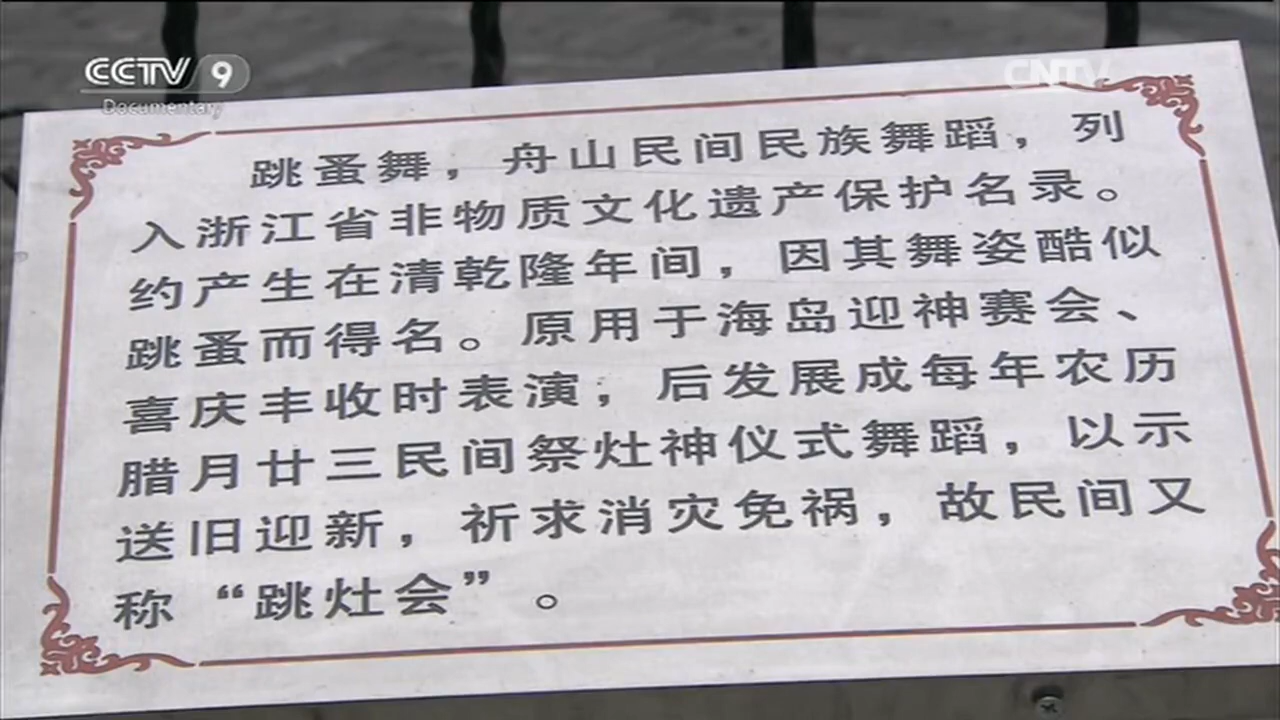 CCTV 9
Documentary
CNTV
跳蚤舞，舟山民间民族舞蹈，列
入浙江省非物质文化遗产保护名录。
约产生在清乾隆年间，因其舞姿酷似
跳蚤而得名。原用于海岛迎神赛会、
喜庆丰收时表演；后发展成每年农历
腊月廿三民间祭灶神仪式舞蹈，以示
送旧迎新，祈求消灾免祸，故民间又
称“跳灶会”。